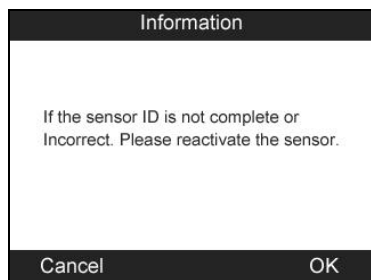 Information
If the sensor ID is not complete or
Incorrect. Please reactivate the sensor.
Cancel OK